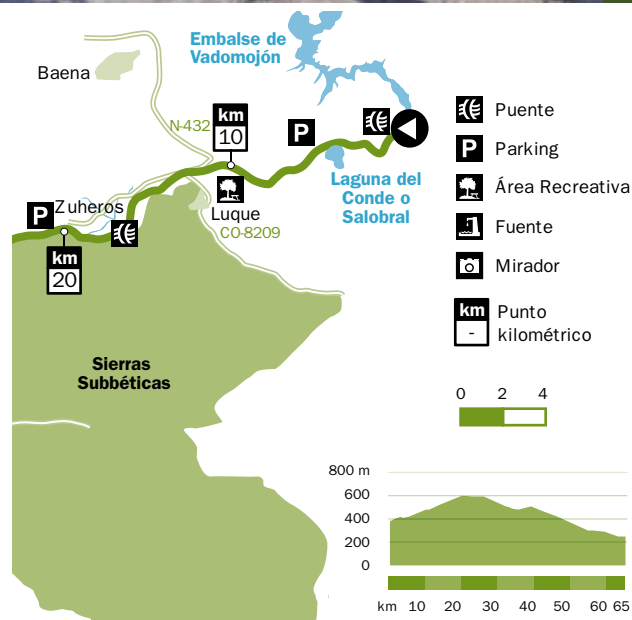 Embalse de
Vadomojón
Baena
N-432
km
10
P
Laguna del
Conde o
Salobral
P
Zuheros
Luque
CO-8209
km
20
Sierras
Subbéticas
Puente
P
Parking
Área Recreativa
Fuente
Mirador
km
-
Punto
kilométrico
0 2 4
800 m
600
400
200
0
km 10 20 30 40 50 60 65